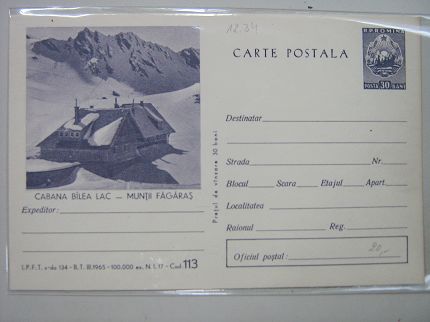 12.34
CARTE POSTALA
R.P.ROMINA
POSTA 30 BANI
CABANA BÎLEA LAC — MUNȚII FĂGĂRAȘ
Expeditor:
I.P.F.T. c-da 134 - B.T. III.1965 - 100.000 ex. N.I. 17 - Cod 113
Prețul de vînzare 30 bani
Destinatar
Strada Nr.
Blocul Scara Etajul Apart.
Localitatea
Raionul Reg.
Oficiul poștal:
20,-